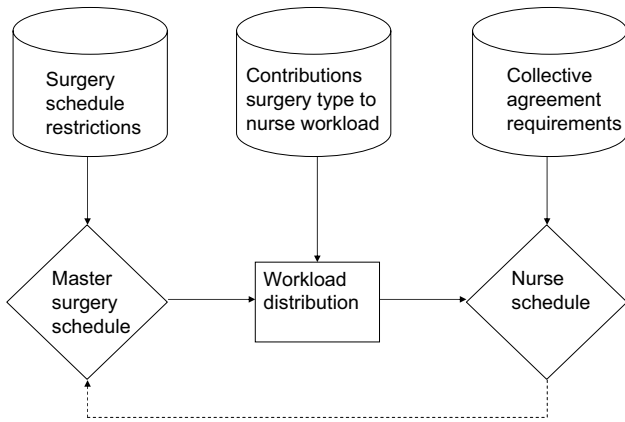 Surgery
schedule
restrictions
Contributions
surgery type to
nurse workload
Collective
agreement
requirements
Master
surgery
schedule
Workload
distribution
Nurse
schedule